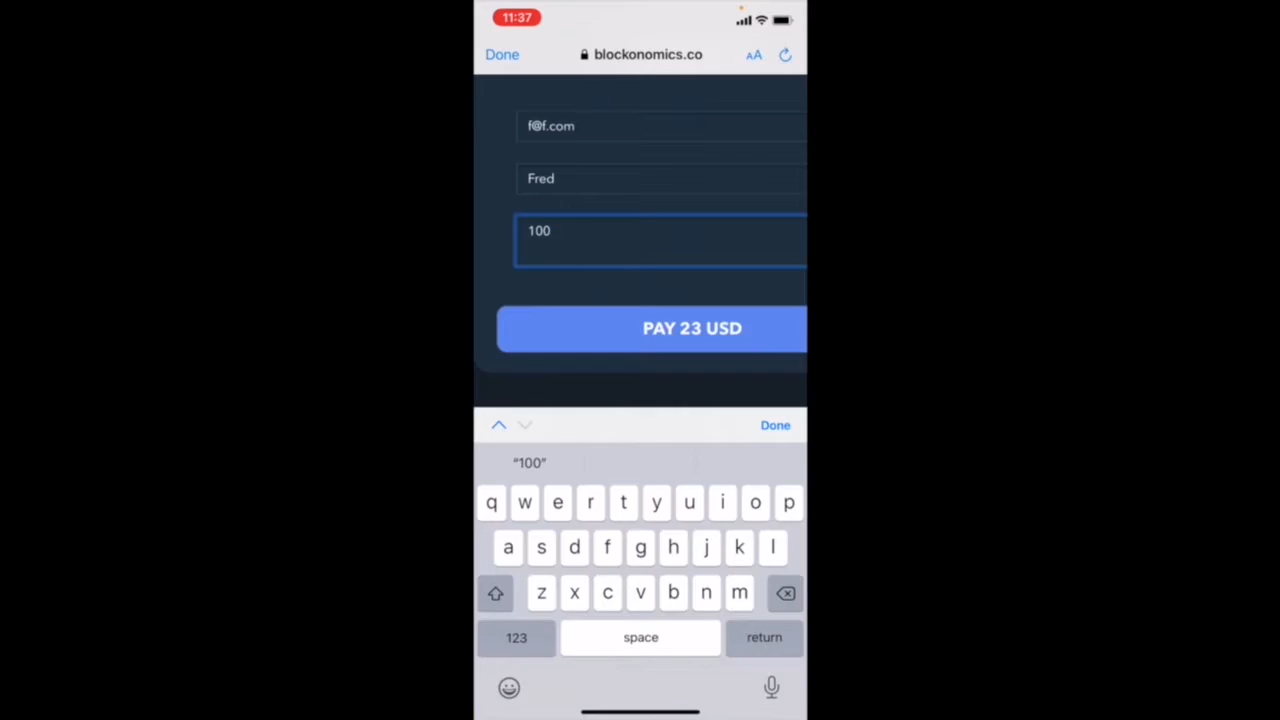 11:37
Done blockonomics.co AA
f@f.com
Fred
100
PAY 23 USD
Done
"100"
q w e r t y u i o p
a s d f g h j k l
z x c v b n m
123 space return